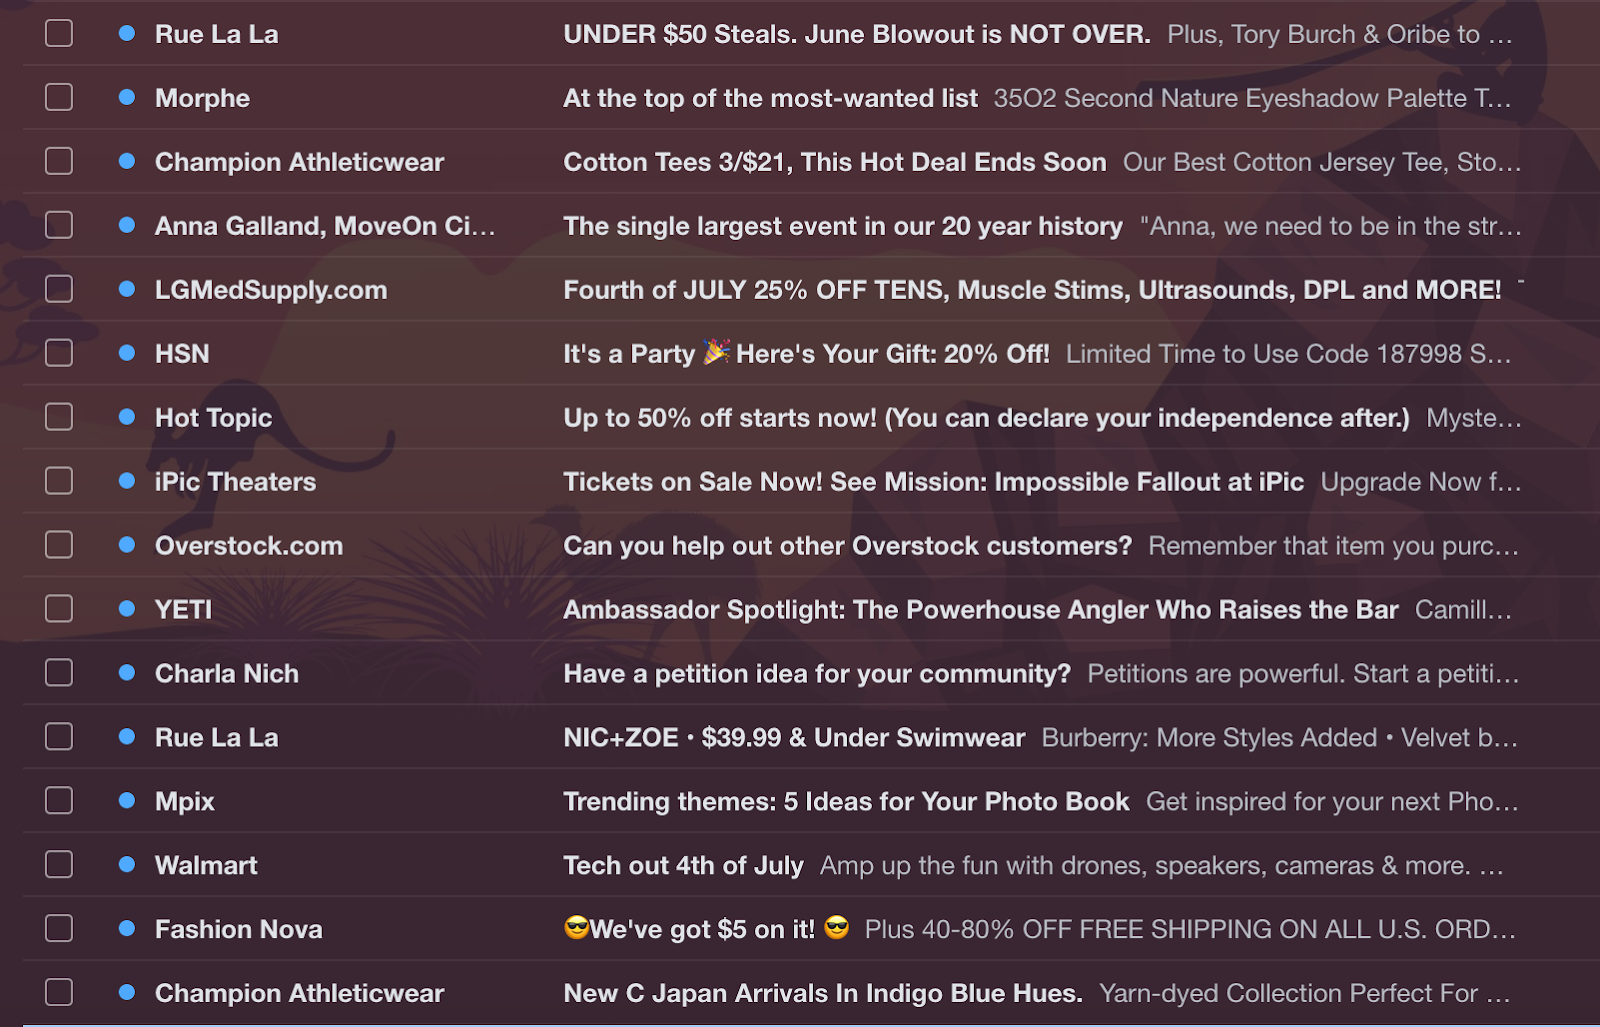 Rue La La UNDER $50 Steals. June Blowout is NOT OVER. Plus, Tory Burch & Oribe to ...
Morphe At the top of the most-wanted list 35O2 Second Nature Eyeshadow Palette T...
Champion Athleticwear Cotton Tees 3/$21, This Hot Deal Ends Soon Our Best Cotton Jersey Tee, Sto...
Anna Galland, MoveOn Ci... The single largest event in our 20 year history "Anna, we need to be in the str...
LGMedSupply.com Fourth of JULY 25% OFF TENS, Muscle Stims, Ultrasounds, DPL and MORE!
HSN It's a Party 🎉 Here's Your Gift: 20% Off! Limited Time to Use Code 187998 S...
Hot Topic Up to 50% off starts now! (You can declare your independence after.) Myste...
iPic Theaters Tickets on Sale Now! See Mission: Impossible Fallout at iPic Upgrade Now f...
Overstock.com Can you help out other Overstock customers? Remember that item you purc...
YETI Ambassador Spotlight: The Powerhouse Angler Who Raises the Bar Camill...
Charla Nich Have a petition idea for your community? Petitions are powerful. Start a petiti...
Rue La La NIC+ZOE • $39.99 & Under Swimwear Burberry: More Styles Added • Velvet b...
Mpix Trending themes: 5 Ideas for Your Photo Book Get inspired for your next Pho...
Walmart Tech out 4th of July Amp up the fun with drones, speakers, cameras & more. ...
Fashion Nova 😎We've got $5 on it! 😎 Plus 40-80% OFF FREE SHIPPING ON ALL U.S. ORD...
Champion Athleticwear New C Japan Arrivals In Indigo Blue Hues. Yarn-dyed Collection Perfect For ...